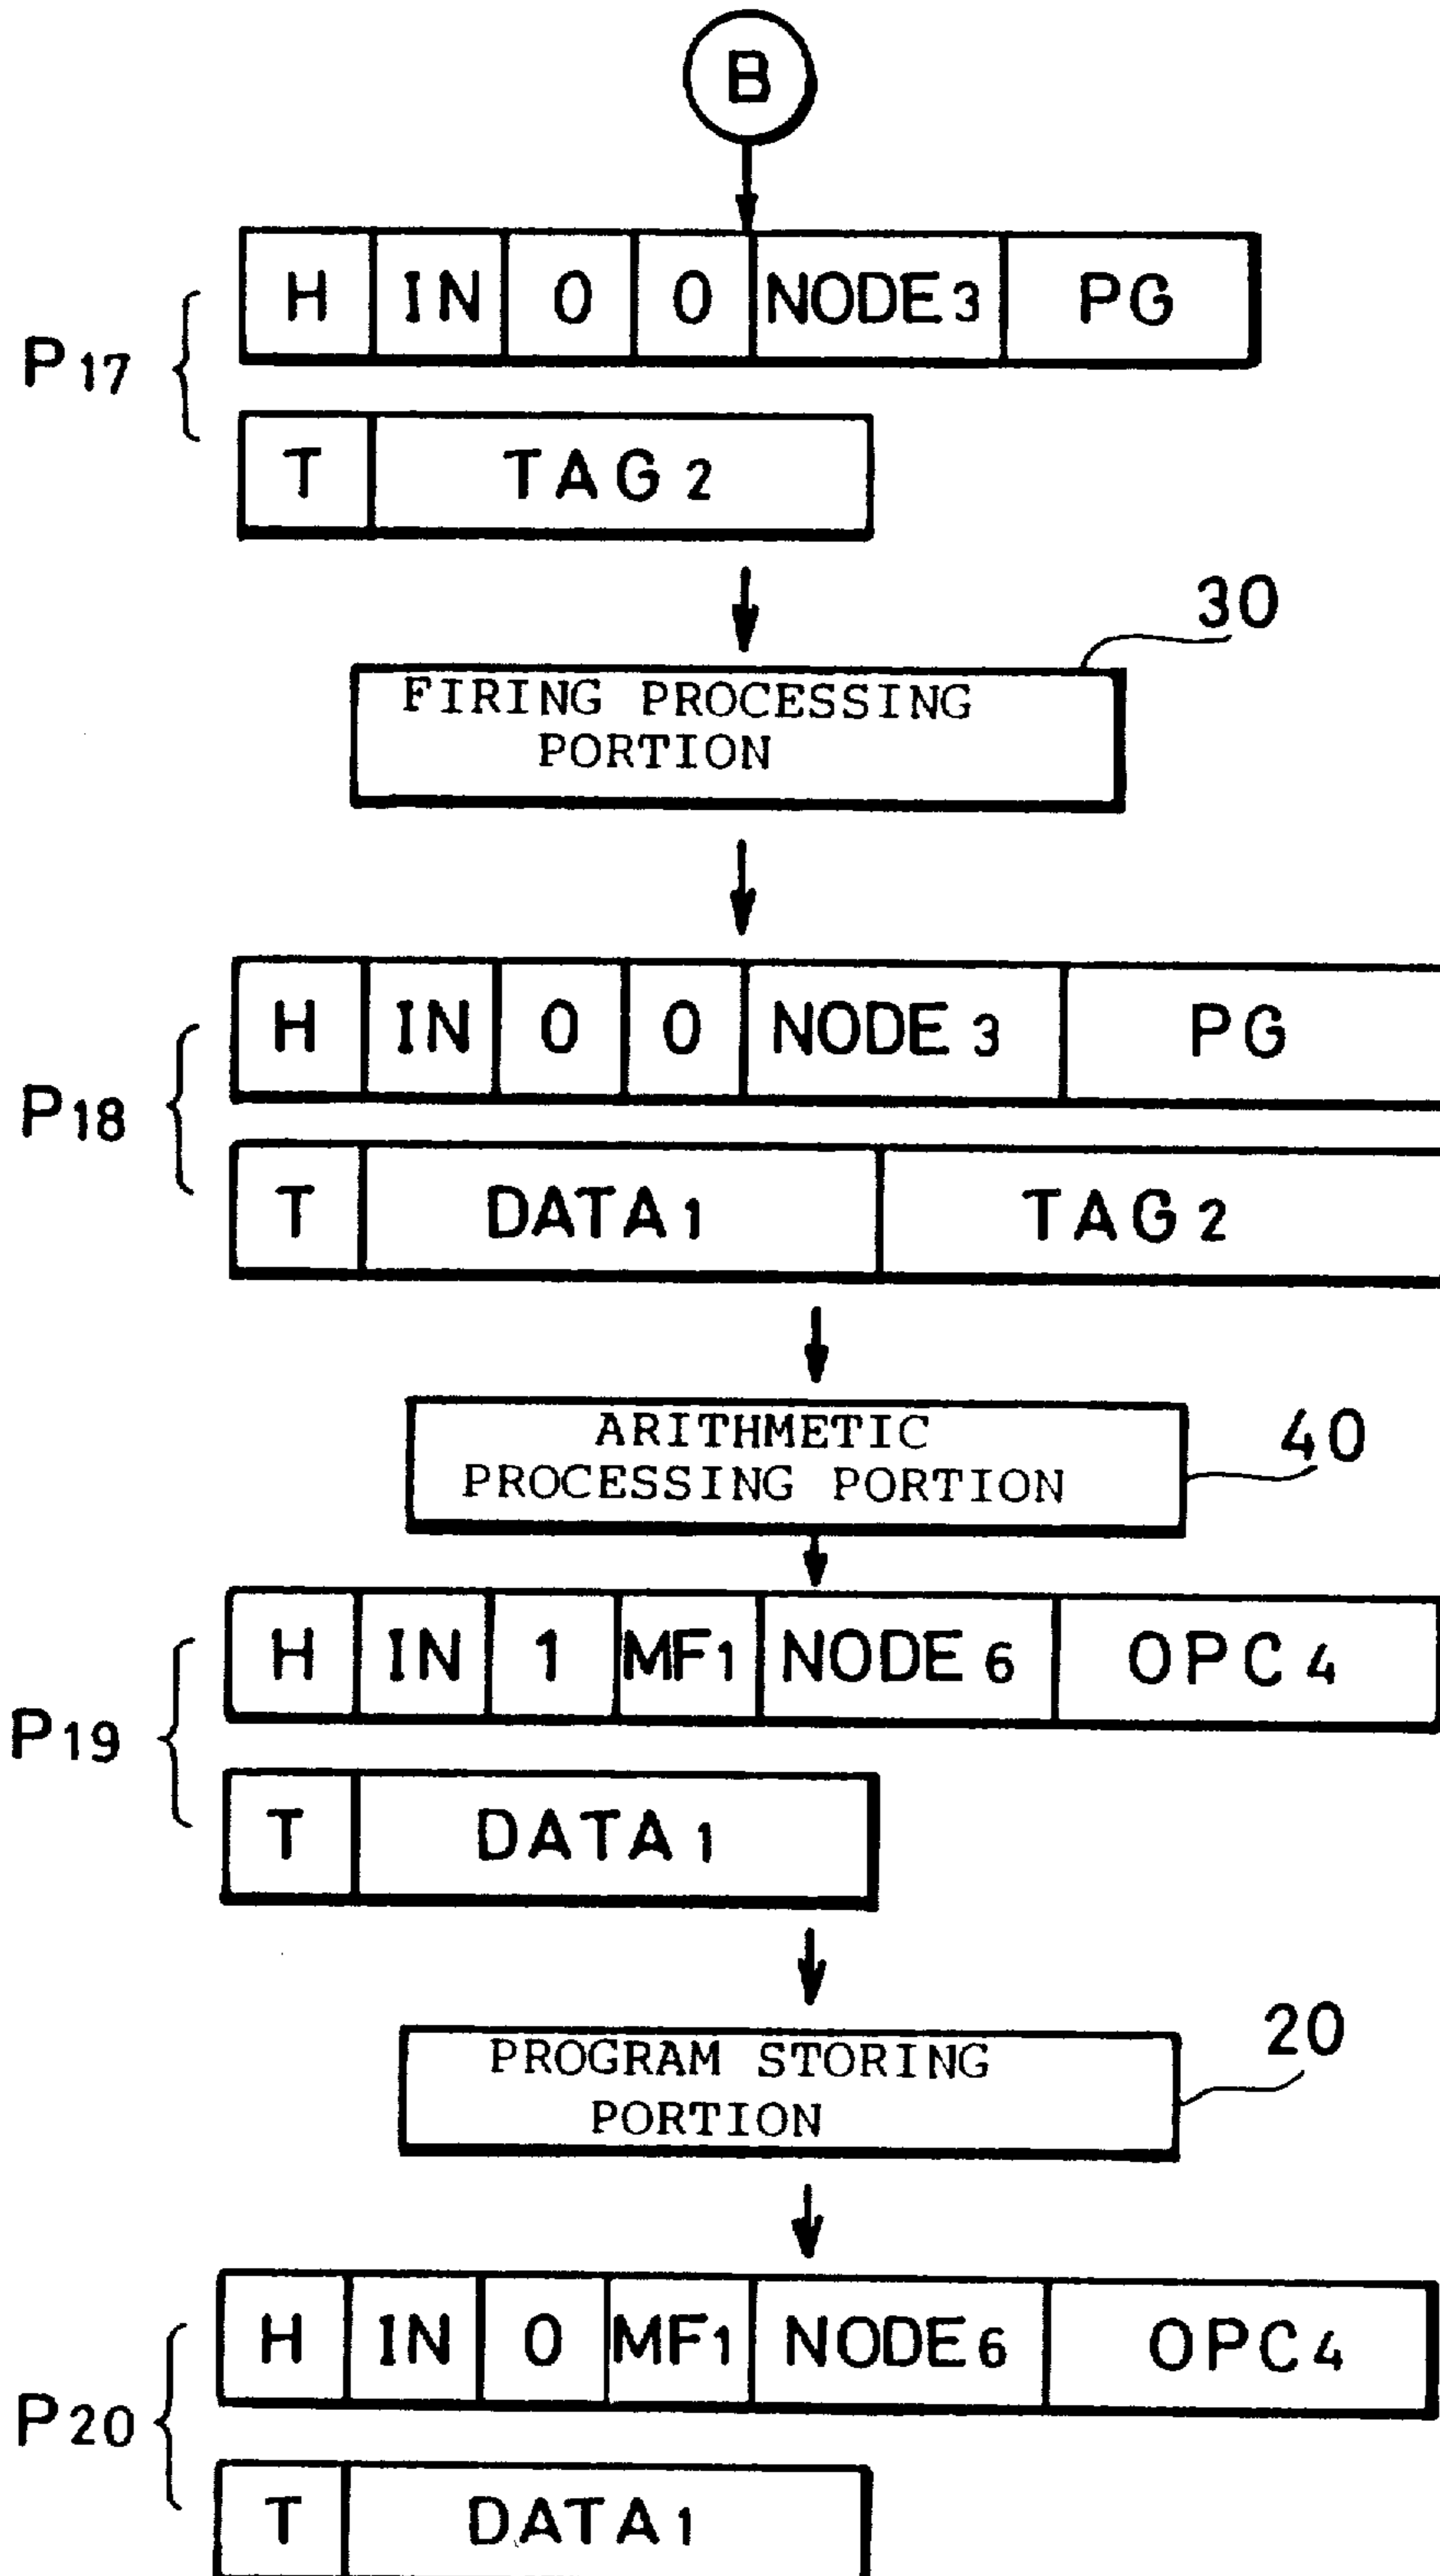 B
H IN 0 0 NODE3 PG
P17
T TAG2
30
FIRING PROCESSING
PORTION
H IN 0 0 NODE3 PG
P18
T DATA1 TAG2
ARITHMETIC
PROCESSING PORTION
40
H IN 1 MF1 NODE6 OPC4
P19
T DATA1
20
PROGRAM STORING
PORTION
H IN 0 MF1 NODE6 OPC4
P20
T DATA1